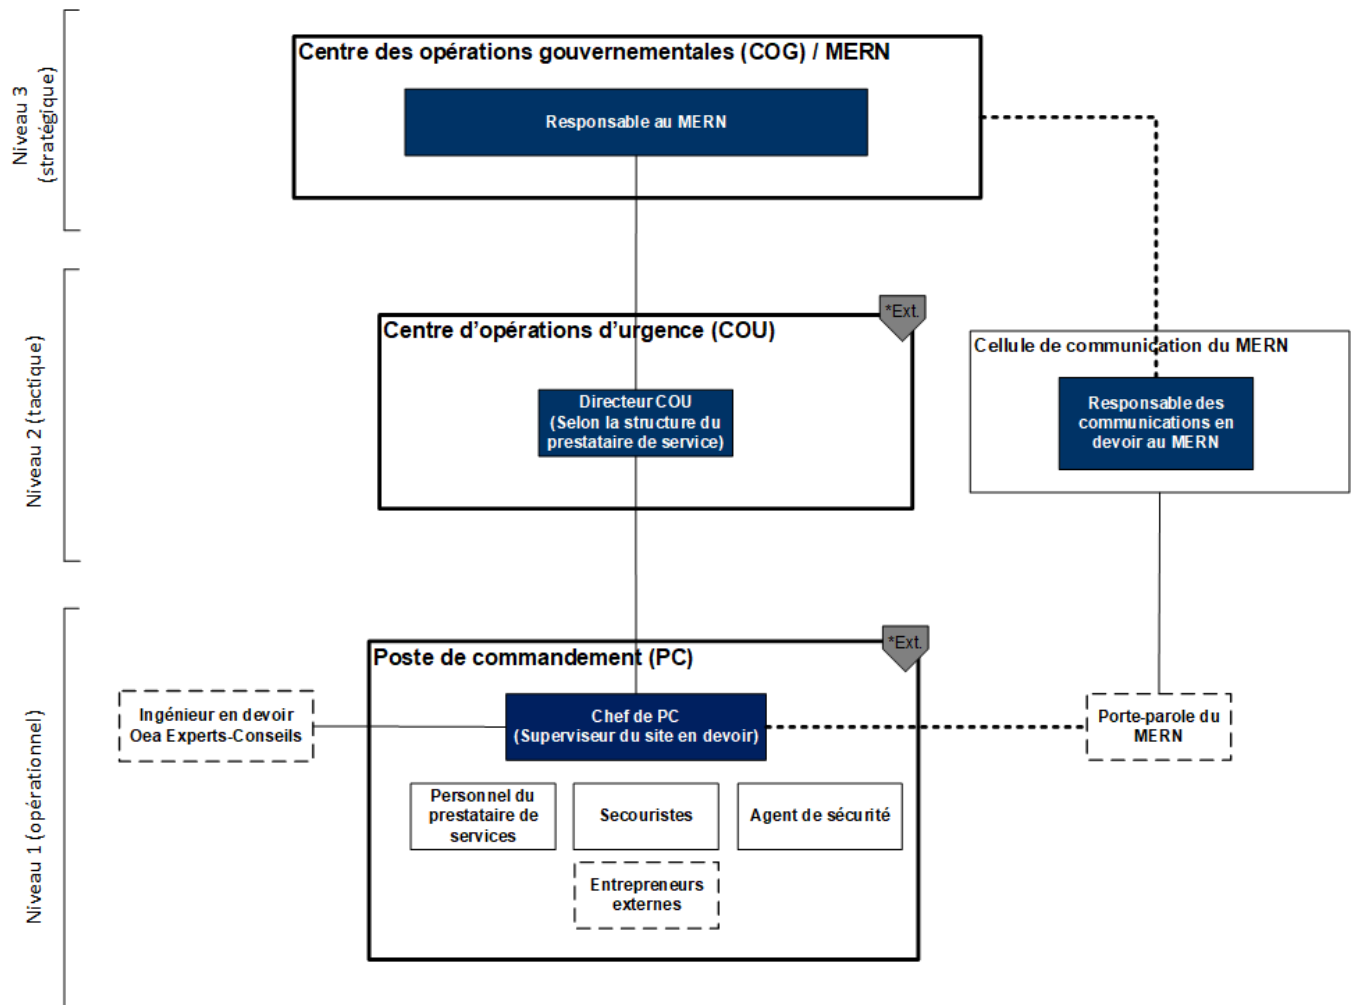 Niveau 3
(stratégique)
Centre des opérations gouvernementales (COG) / MERN
Responsable au MERN
Niveau 2 (tactique)
*Ext.
Centre d'opérations d'urgence (COU)
Directeur COU
(Selon la structure du
prestataire de service)
Cellule de communication du MERN
Responsable des
communications en
devoir au MERN
Niveau 1 (opérationnel)
*Ext.
Poste de commandement (PC)
Ingénieur en devoir
Oea Experts-Conseils
Chef de PC
(Superviseur du site en devoir)
Porte-parole du
MERN
Personnel du
prestataire de
services
Secouristes
Agent de sécurité
Entrepreneurs
externes